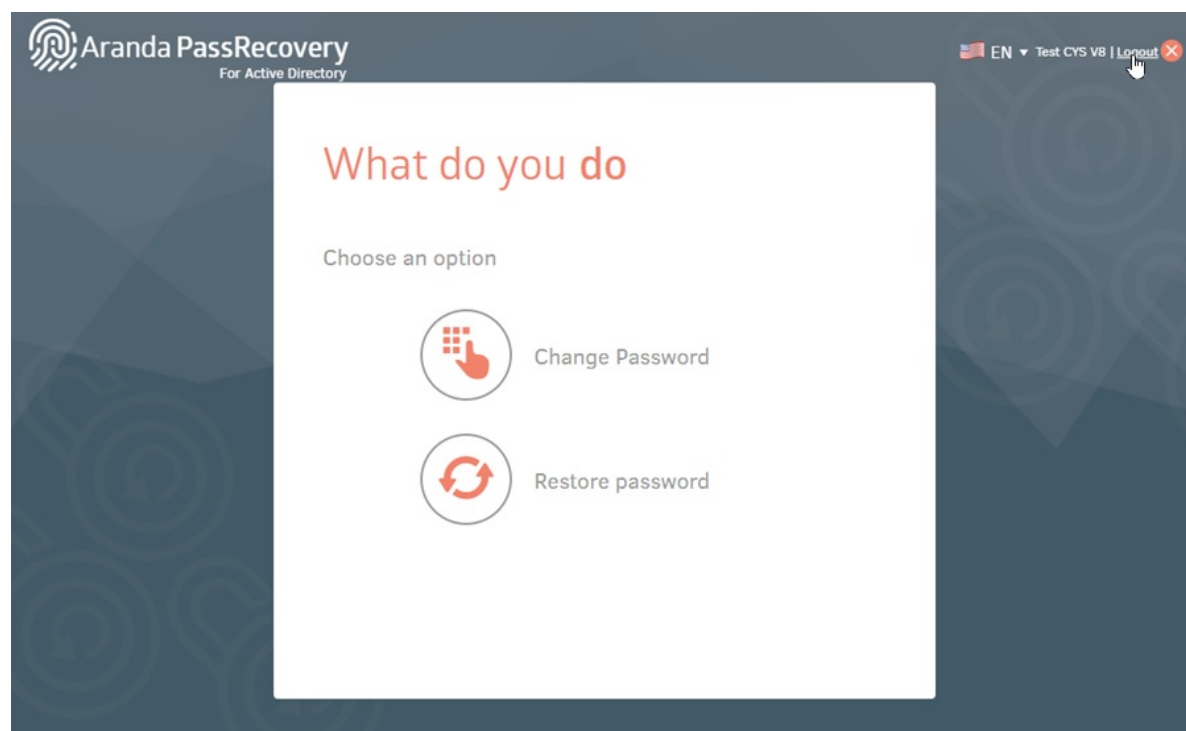 Aranda PassRecovery
For Active Directory
EN Test CYS V8 | Logout
What do you do
Choose an option
Change Password
Restore password